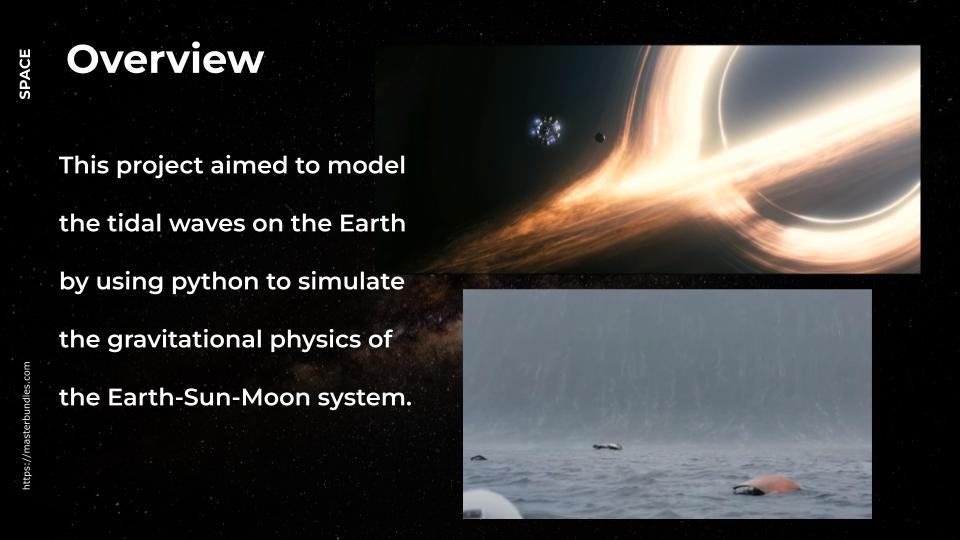 SPACE
Overview
This project aimed to model
the tidal waves on the Earth
by using python to simulate
the gravitational physics of
the Earth-Sun-Moon system.
https://masterbundles.com